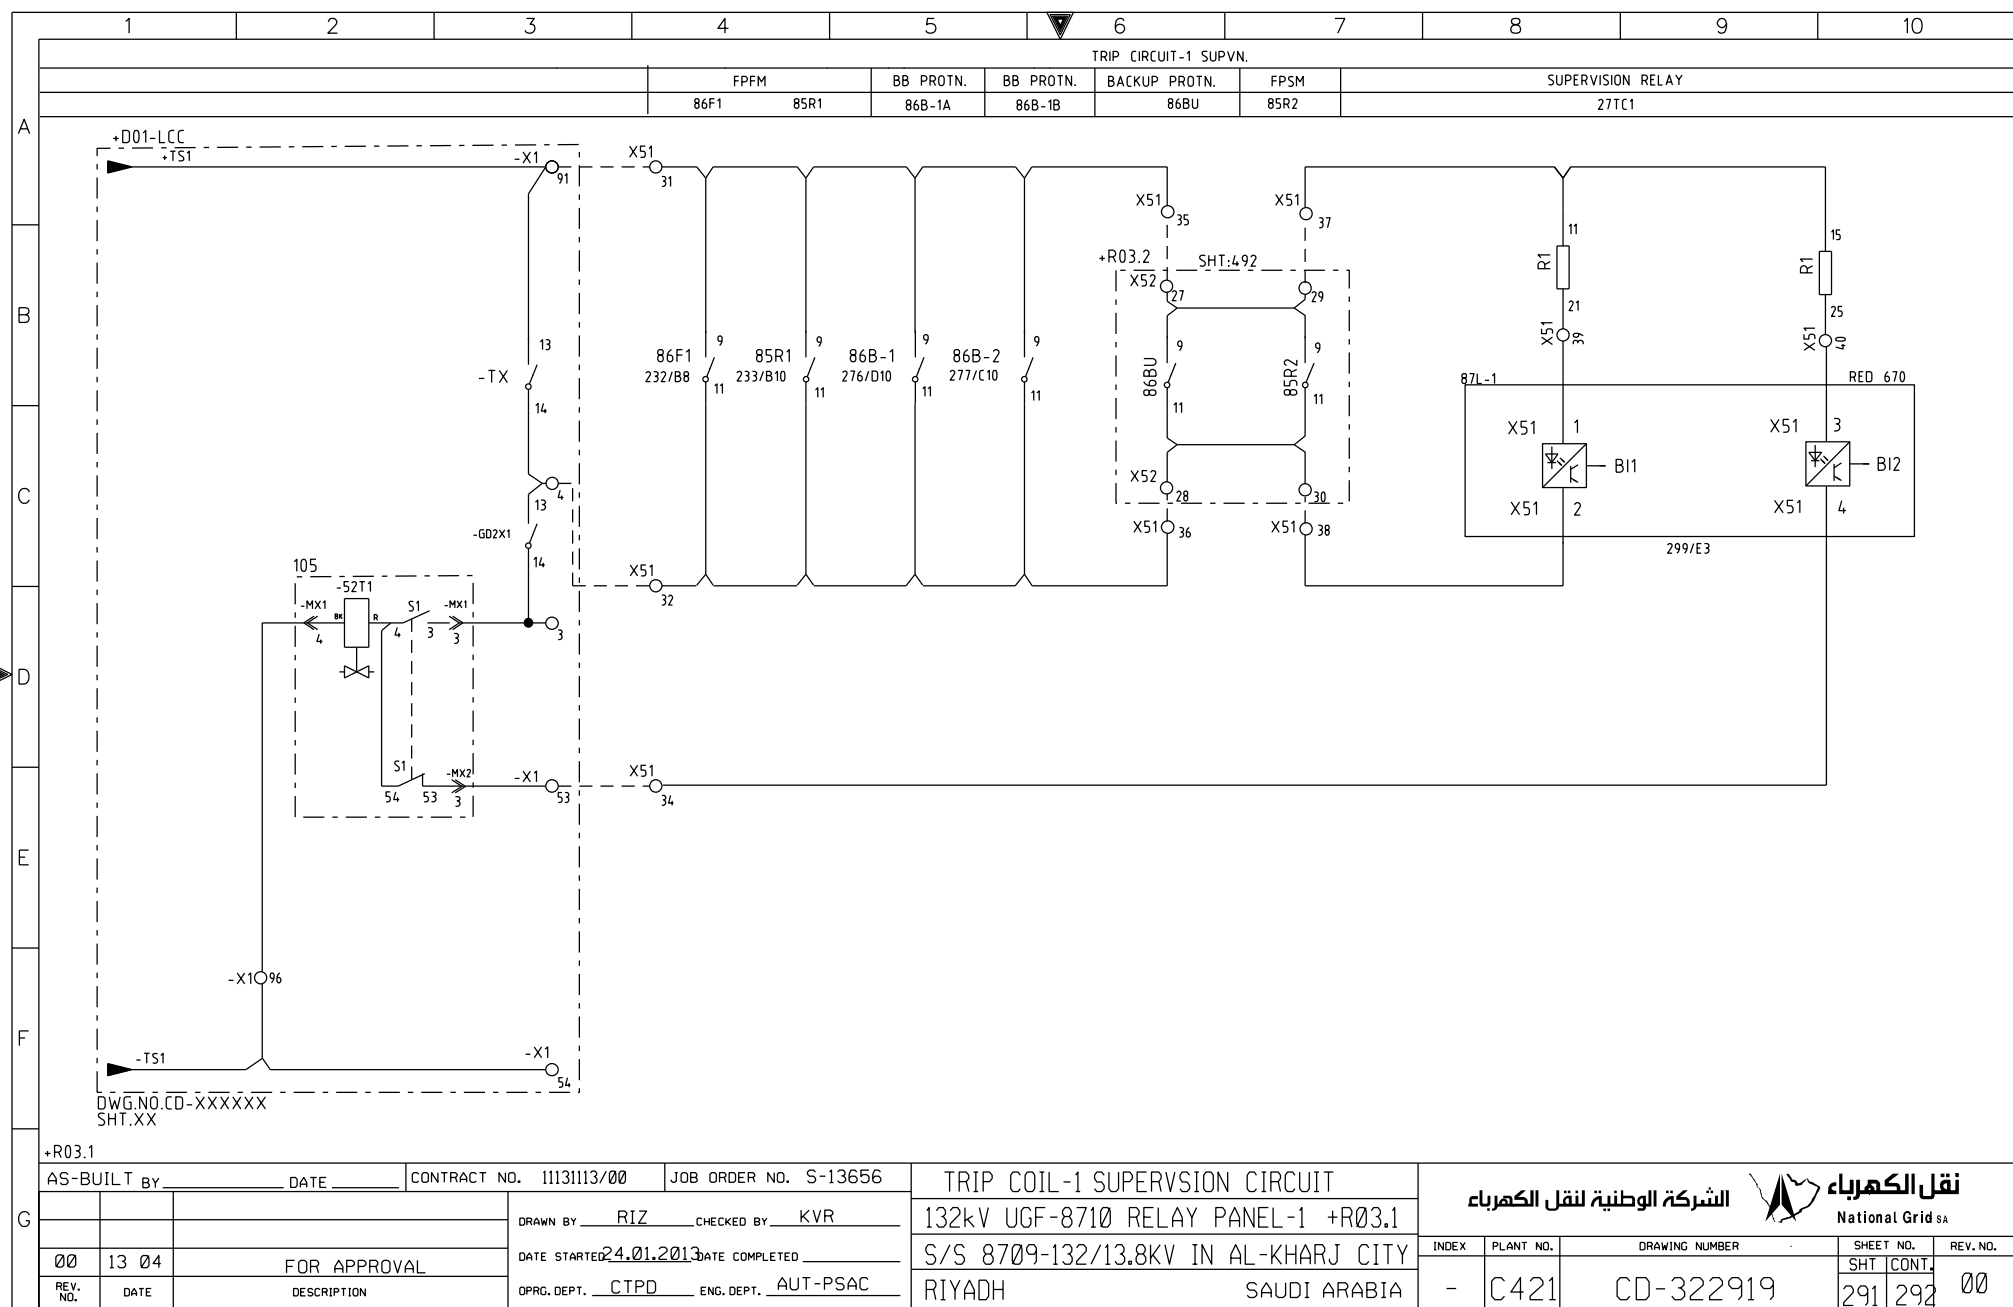 1 2 3 4 5 6 7 8 9 10
TRIP CIRCUIT-1 SUPVN.
FPFM BB PROTN. BB PROTN. BACKUP PROTN. FPSM SUPERVISION RELAY
86F1 85R1 86B-1A 86B-1B 86BU 85R2 27TC1
A
+D01-LCC
+TS1 -X1 91 X51 31
X51 35 X51 37
11 15
+R03.2 SHT:492
R1 R1
X52 27 29
B
21 25
X51 39 X51 40
13 9 9 9 9 9 9
86F1 85R1 86B-1 86B-2 86BU 85R2
232/B8 233/B10 276/D10 277/C10
-TX
14 11 11 11 11 11 11
87L-1 RED 670
X51 1 X51 3
BI1 BI2
X51 2 X51 4
299/E3
C
4
X52 28 30
13
-GD2X1
14
X51 36 X51 38
105
-52T1
X51 32
-MX1 BK R S1 -MX1
4 4 3 3 3
D
S1 -MX2 -X1 X51
54 53 3 53 34
E
-X1 96
F
-TS1 -X1
54
DWG.NO.CD-XXXXXX
SHT.XX
+R03.1
G
AS-BUILT BY DATE CONTRACT NO. 11131113/00 JOB ORDER NO. S-13656
DRAWN BY RIZ CHECKED BY KVR
DATE STARTED 24.01.2013 DATE COMPLETED
OPRG. DEPT. CTPD ENG. DEPT. AUT-PSAC
00 13 04 FOR APPROVAL
REV. NO. DATE DESCRIPTION
TRIP COIL-1 SUPERVSION CIRCUIT
132kV UGF-8710 RELAY PANEL-1 +R03.1
S/S 8709-132/13.8KV IN AL-KHARJ CITY
RIYADH SAUDI ARABIA
الشركة الوطنية لنقل الكهرباء
نقل الكهرباء
National Grid SA
INDEX PLANT NO. DRAWING NUMBER SHEET NO. REV. NO.
SHT CONT.
- C421 CD-322919 291 292 00